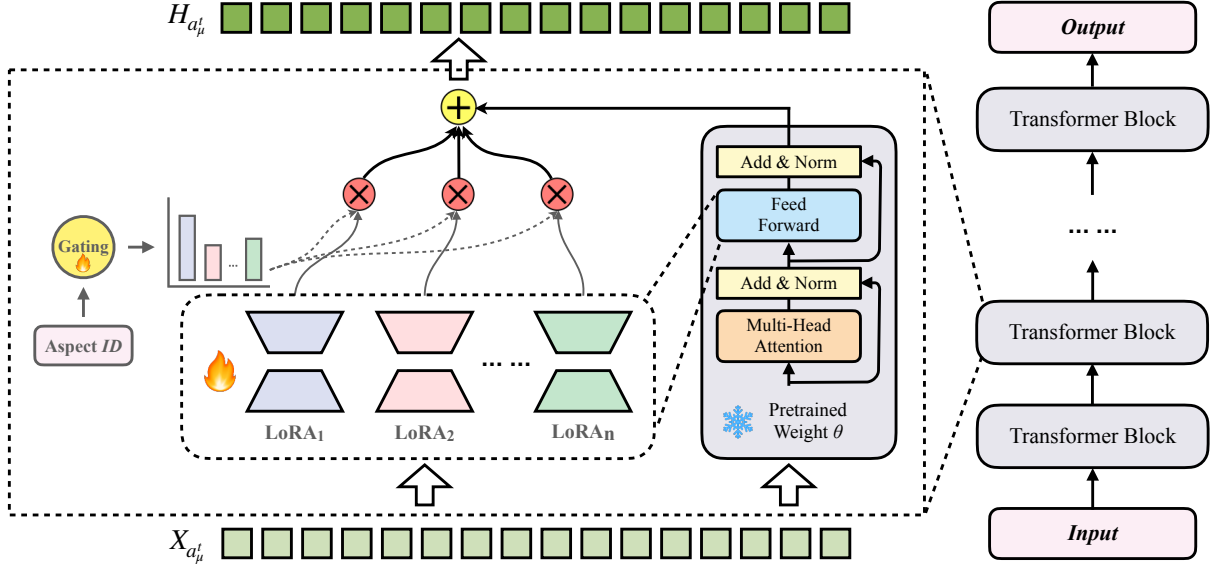 H_{a_μ^t}
Output
Transformer Block
Add & Norm
Feed
Forward
Gating
...
... ...
Add & Norm
Aspect ID
Multi-Head
Attention
Transformer Block
... ...
LoRA₁
LoRA₂
LoRAₙ
Pretrained
Weight θ
Transformer Block
X_{a_μ^t}
Input